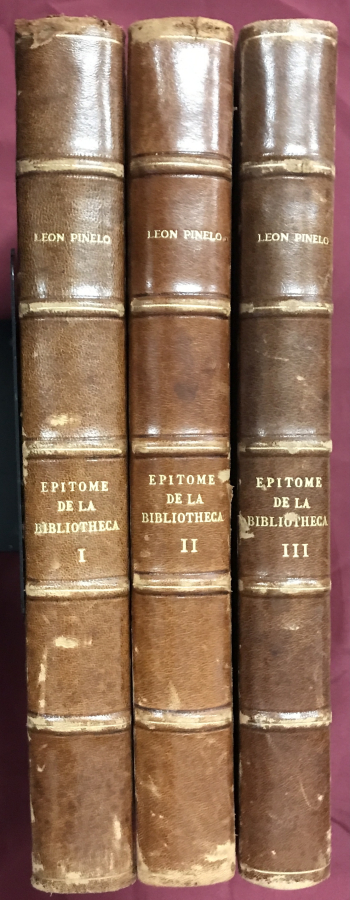 LEON PINELO
EPITOME
DE LA
BIBLIOTHECA
I
LEON PINELO
EPITOME
DE LA
BIBLIOTHECA
II
LEON PINELO
EPITOME
DE LA
BIBLIOTHECA
III